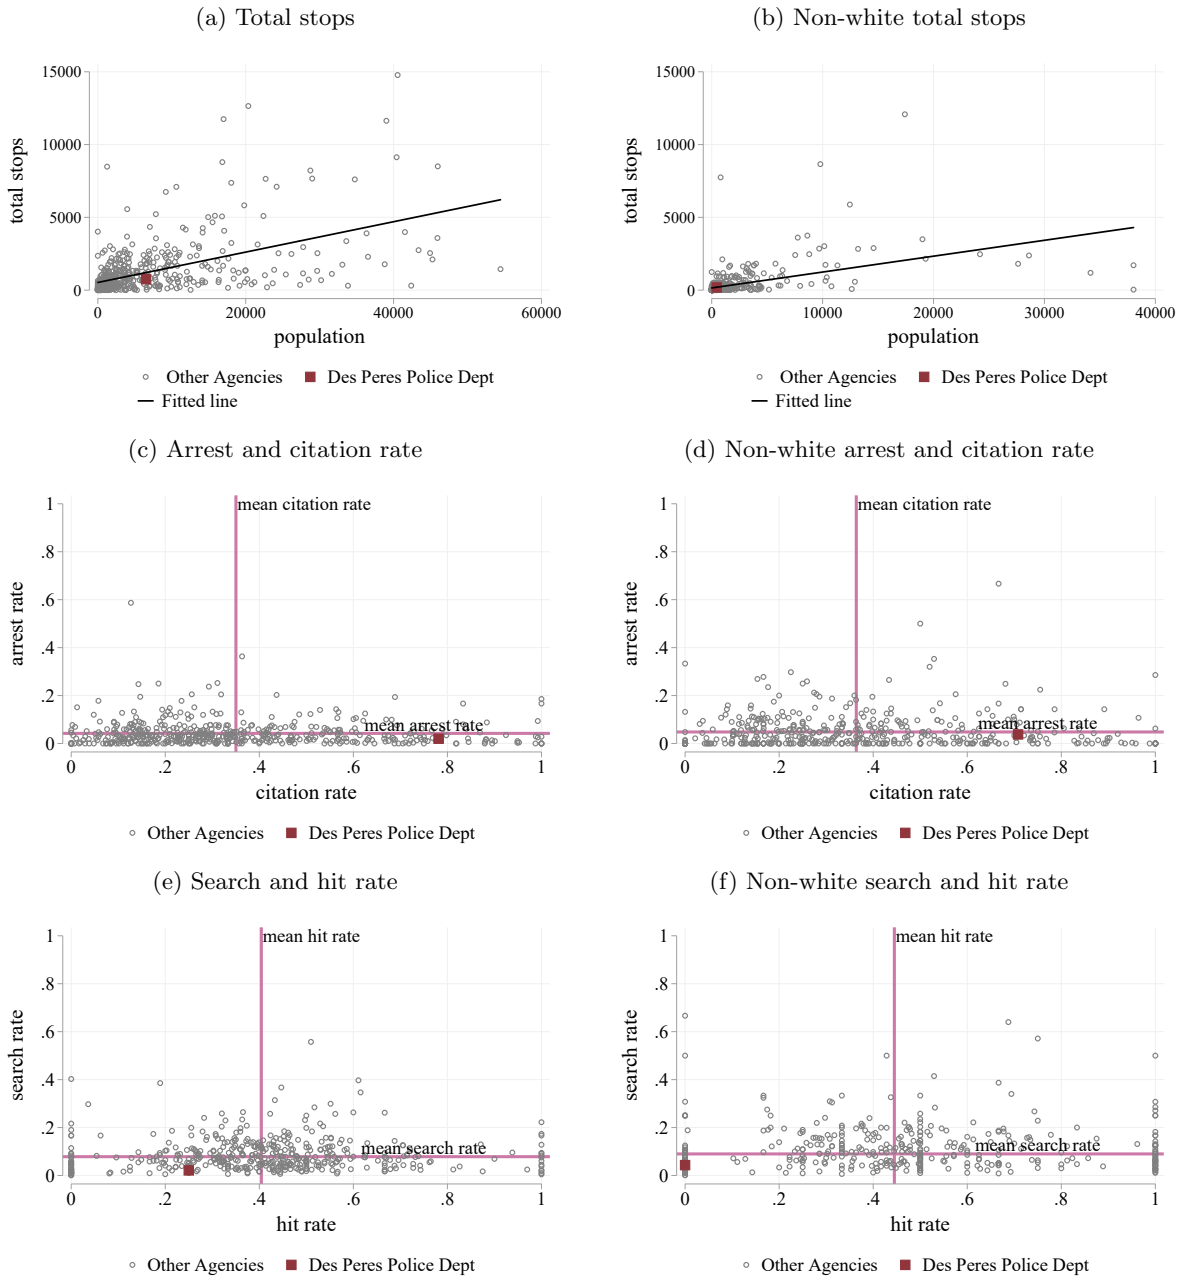 (a) Total stops
15000
10000
5000
0
total stops
0 20000 40000 60000
population
Other Agencies Des Peres Police Dept
Fitted line
(b) Non-white total stops
15000
10000
5000
0
total stops
0 10000 20000 30000 40000
population
Other Agencies Des Peres Police Dept
Fitted line
(c) Arrest and citation rate
1
.8
.6
.4
.2
0
arrest rate
mean citation rate
mean arrest rate
0 .2 .4 .6 .8 1
citation rate
Other Agencies Des Peres Police Dept
(d) Non-white arrest and citation rate
1
.8
.6
.4
.2
0
arrest rate
mean citation rate
mean arrest rate
0 .2 .4 .6 .8 1
citation rate
Other Agencies Des Peres Police Dept
(e) Search and hit rate
1
.8
.6
.4
.2
0
search rate
mean hit rate
mean search rate
0 .2 .4 .6 .8 1
hit rate
Other Agencies Des Peres Police Dept
(f) Non-white search and hit rate
1
.8
.6
.4
.2
0
search rate
mean hit rate
mean search rate
0 .2 .4 .6 .8 1
hit rate
Other Agencies Des Peres Police Dept